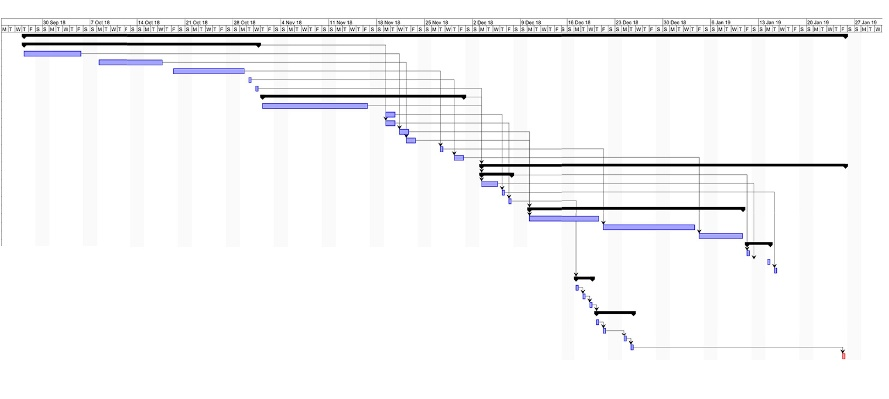 30 Sep 18 7 Oct 18 14 Oct 18 21 Oct 18 28 Oct 18 4 Nov 18 11 Nov 18 18 Nov 18 25 Nov 18 2 Dec 18 9 Dec 18 16 Dec 18 23 Dec 18 30 Dec 18 6 Jan 19 13 Jan 19 20 Jan 19 27 Jan 19
M T W T F S S M T W T F S S M T W T F S S M T W T F S S M T W T F S S M T W T F S S M T W T F S S M T W T F S S M T W T F S S M T W T F S S M T W T F S S M T W T F S S M T W T F S S M T W T F S S M T W T F S S M T W T F S S M T W T F S S M T W T F S S M T W